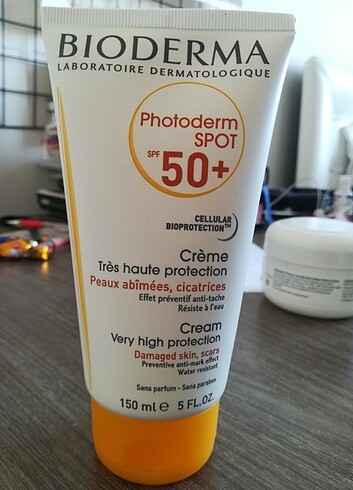 BIODERMA
LABORATOIRE DERMATOLOGIQUE
Photoderm
SPOT
SPF 50+
CELLULAR
BIOPROTECTION™
Crème
Très haute protection
Peaux abîmées, cicatrices
Effet préventif anti-tache
Résiste à l'eau
Cream
Very high protection
Damaged skin, scars
Preventive anti-mark effect
Water resistant
Sans parfum - Sans paraben
150 ml e 5 FL.OZ